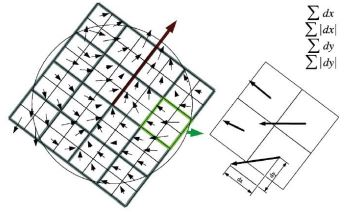 ∑ dx
∑ |dx|
∑ dy
∑ |dy|
dx
dy